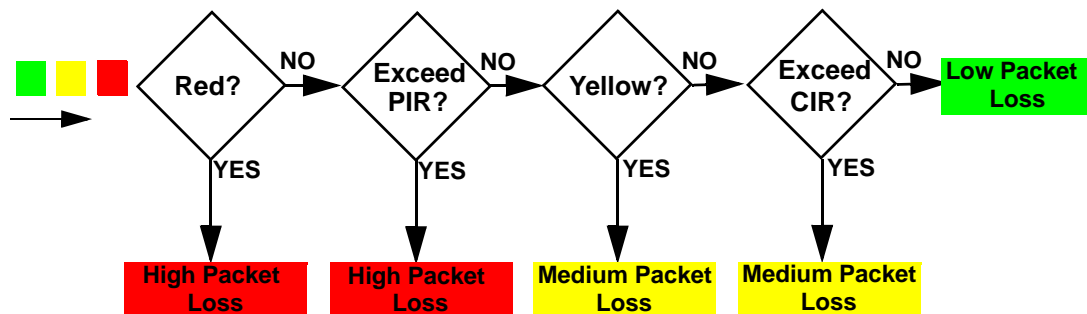 Red?
NO
Exceed
PIR?
NO
Yellow?
NO
Exceed
CIR?
NO
Low Packet
Loss
YES
YES
YES
YES
High Packet
Loss
High Packet
Loss
Medium Packet
Loss
Medium Packet
Loss